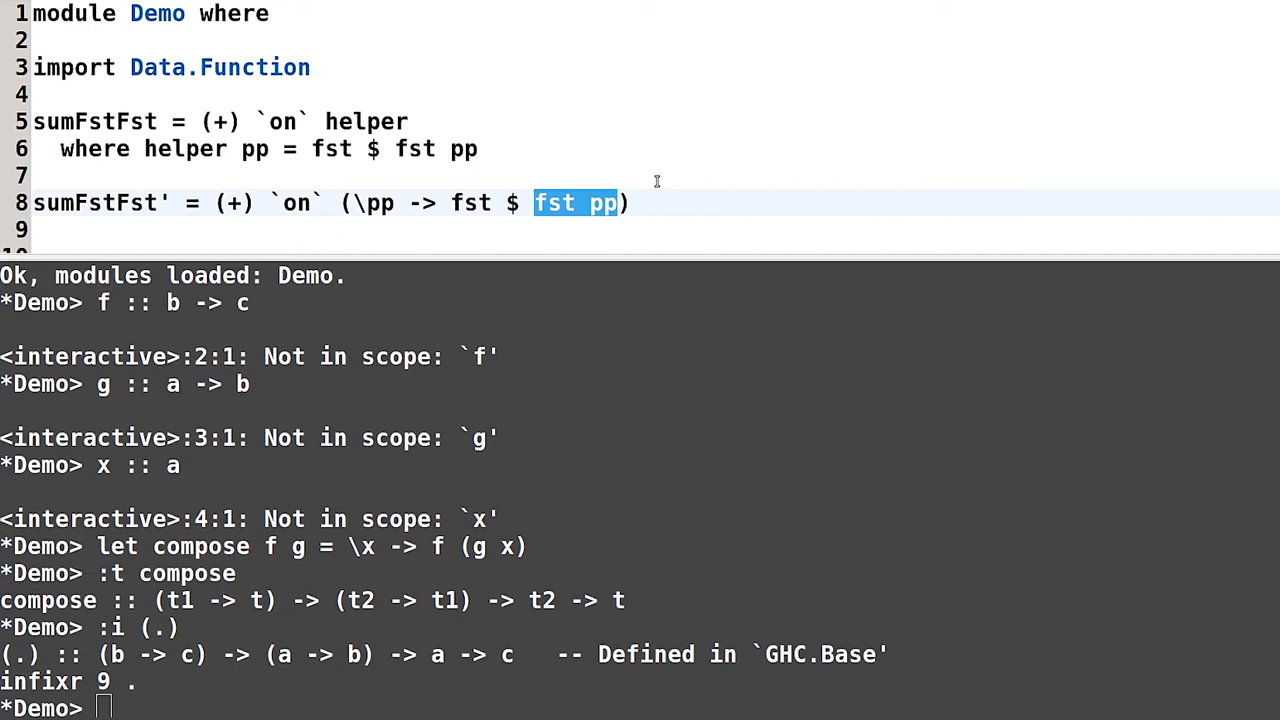 1 module Demo where
2
3 import Data.Function
4
5 sumFstFst = (+) `on` helper
6   where helper pp = fst $ fst pp
7
8 sumFstFst' = (+) `on` (\pp -> fst $ fst pp)
9
10
Ok, modules loaded: Demo.
*Demo> f :: b -> c
<interactive>:2:1: Not in scope: `f'
*Demo> g :: a -> b
<interactive>:3:1: Not in scope: `g'
*Demo> x :: a
<interactive>:4:1: Not in scope: `x'
*Demo> let compose f g = \x -> f (g x)
*Demo> :t compose
compose :: (t1 -> t) -> (t2 -> t1) -> t2 -> t
*Demo> :i (.)
(.) :: (b -> c) -> (a -> b) -> a -> c   -- Defined in `GHC.Base'
infixr 9 .
*Demo>